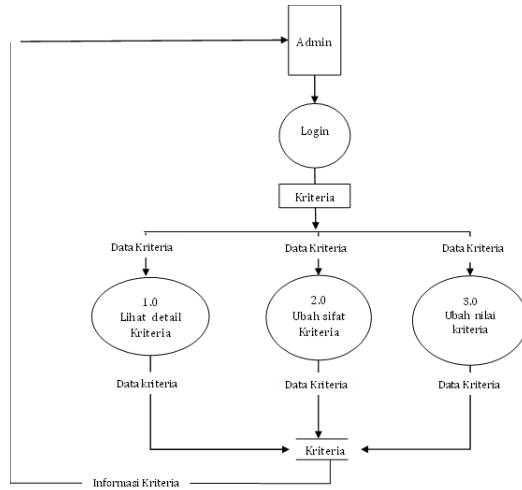 Admin
Login
Kriteria
Data Kriteria
Data Kriteria
Data Kriteria
1.0
Lihat detail
Kriteria
2.0
Ubah sifat
Kriteria
3.0
Ubah nilai
kriteria
Data kriteria
Data Kriteria
Data Kriteria
Kriteria
Informasi Kriteria